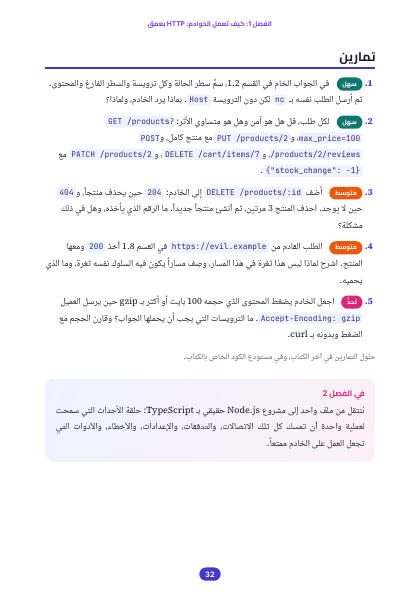 الفصل 1: كيف تعمل الخوادم: HTTP بعمق
تمارين
1. سهل في الجواب الخام في القسم 1.2، سمِّ سطر الحالة وكل ترويسة والسطر الفارغ والمحتوى.
ثم أرسل الطلب نفسه بـ nc لكن دون الترويسة Host. بماذا يرد الخادم، ولماذا؟
2. سهل لكل طلب، قل هل هو آمن وهل هو متساوي الأثر: GET /products?
max_price=100، و PUT /products/2 مع منتج كامل، و POST
/products/2/reviews، و DELETE /cart/items/7، و PATCH /products/2 مع
{"stock_change": -1}.
3. متوسط أضف DELETE /products/:id إلى الخادم: 204 حين يحذف منتجاً، و 404
حين لا يوجد. احذف المنتج 3 مرتين، ثم أنشئ منتجاً جديداً. ما الرقم الذي يأخذه، وهل في ذلك
مشكلة؟
4. متوسط الطلب القادم من https://evil.example في القسم 1.8 أخذ 200 ومعها
المنتج. اشرح لماذا ليس هذا ثغرة في هذا المسار، وصِف مساراً يكون فيه السلوك نفسه ثغرة، وما الذي
يحميه.
5. تحدٍّ اجعل الخادم يضغط المحتوى الذي حجمه 100 بايت أو أكثر بـ gzip حين يرسل العميل
Accept-Encoding: gzip. ما الترويسات التي يجب أن يحملها الجواب؟ وقارن الحجم مع
الضغط وبدونه بـ curl.
حلول التمارين في آخر الكتاب، وفي مستودع الكود الخاص بالكتاب.
في الفصل 2
ننتقل من ملف واحد إلى مشروع Node.js حقيقي بـ TypeScript: حلقة الأحداث التي سمحت
لعملية واحدة أن تمسك كل تلك الاتصالات، والتدفقات، والإعدادات، والأخطاء، والأدوات التي
تجعل العمل على الخادم ممتعاً.
32